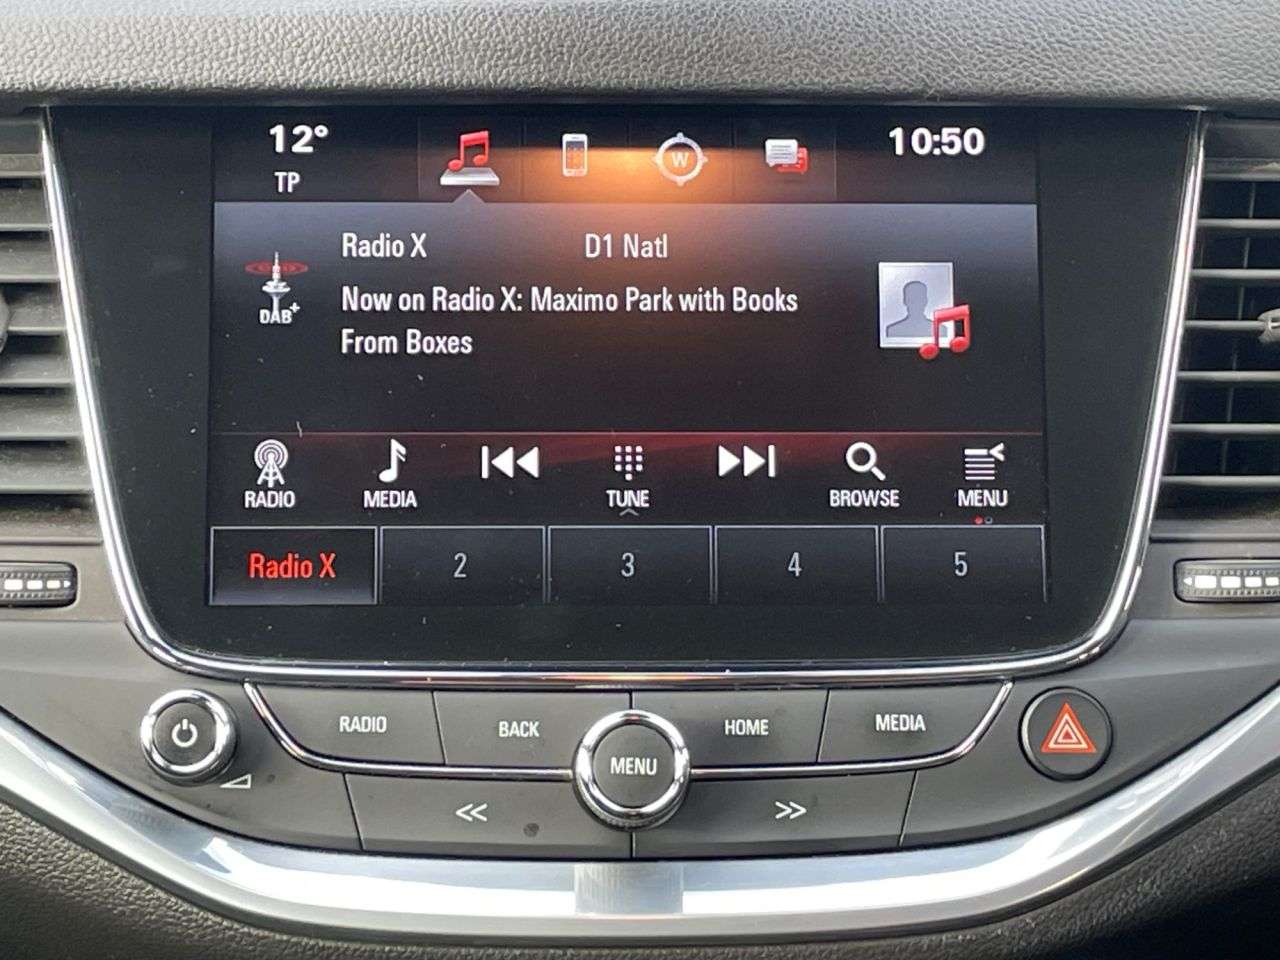 12°
TP
W
10:50
Radio X
D1 Natl
DAB+
Now on Radio X: Maximo Park with Books
From Boxes
RADIO
MEDIA
TUNE
BROWSE
MENU
Radio X
2
3
4
5
RADIO
BACK
MENU
HOME
MEDIA